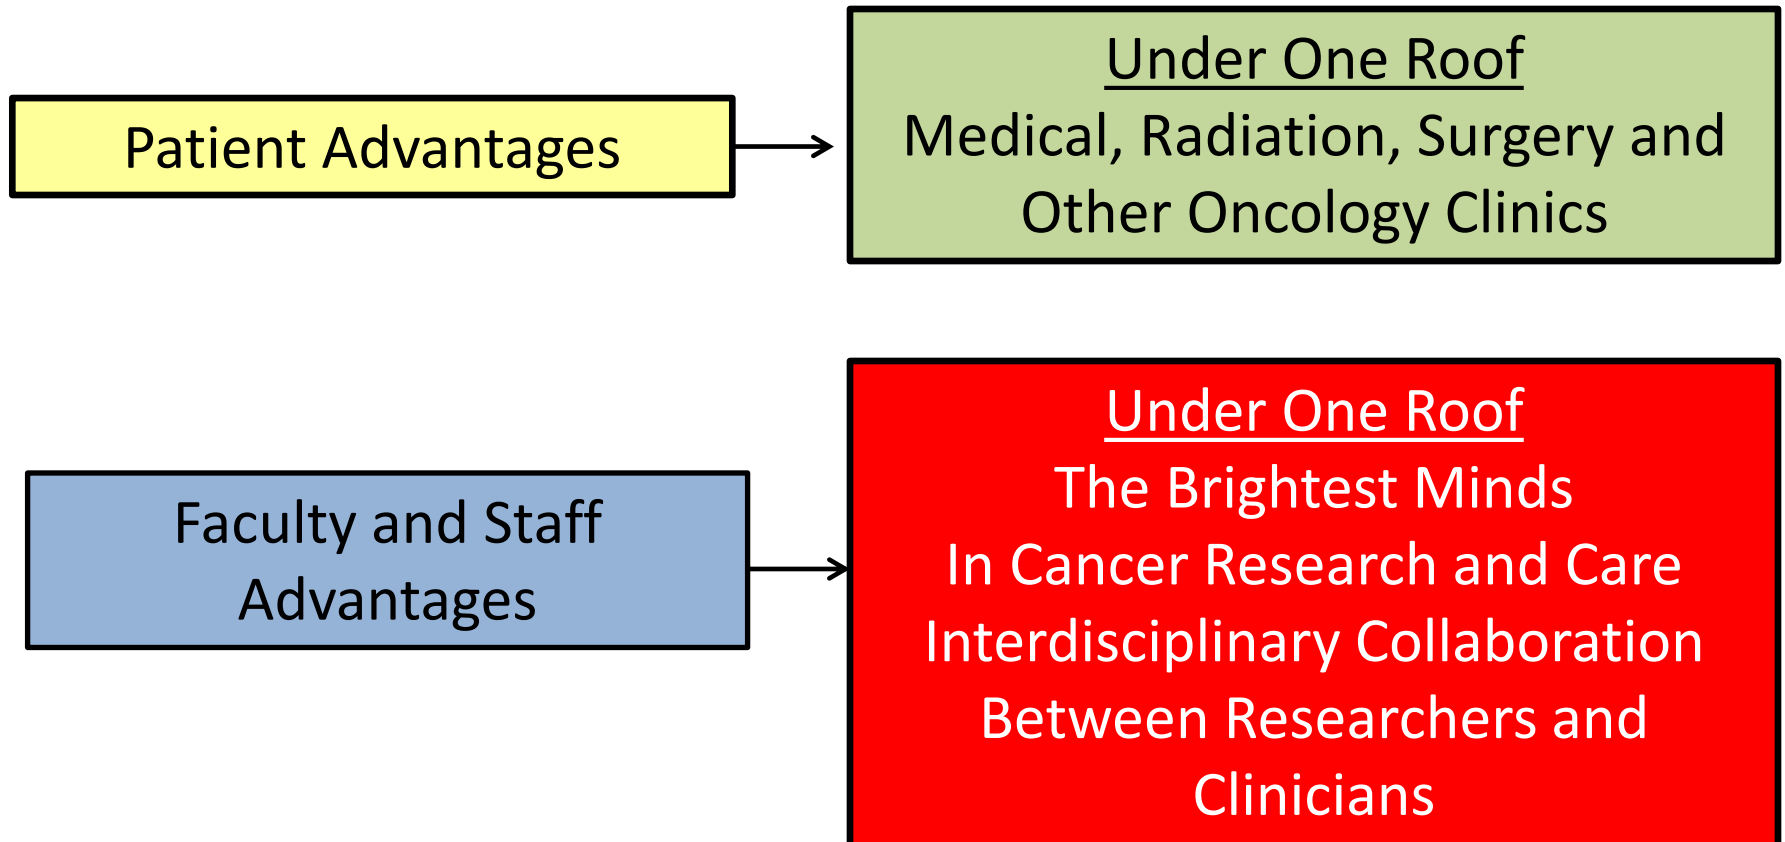 Patient Advantages
Under One Roof
Medical, Radiation, Surgery and
Other Oncology Clinics
Faculty and Staff
Advantages
Under One Roof
The Brightest Minds
In Cancer Research and Care
Interdisciplinary Collaboration
Between Researchers and
Clinicians